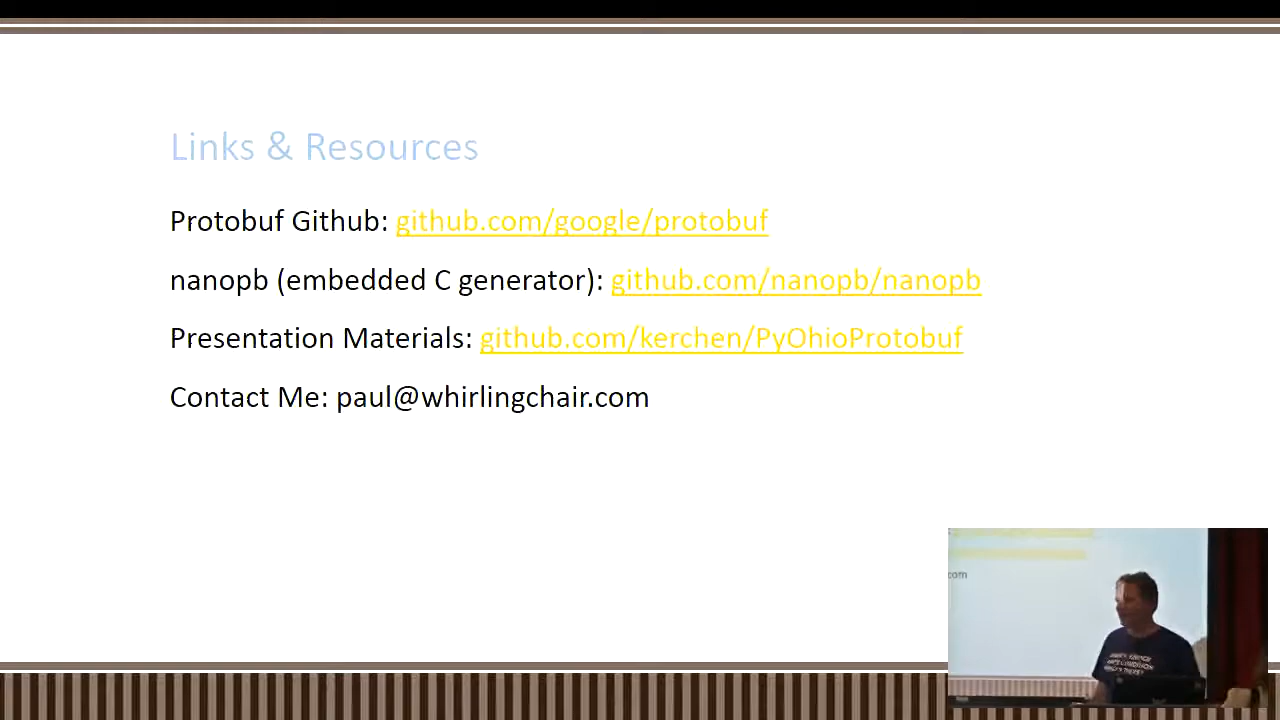 Links & Resources
Protobuf Github: github.com/google/protobuf
nanopb (embedded C generator): github.com/nanopb/nanopb
Presentation Materials: github.com/kerchen/PyOhioProtobuf
Contact Me: paul@whirlingchair.com
com